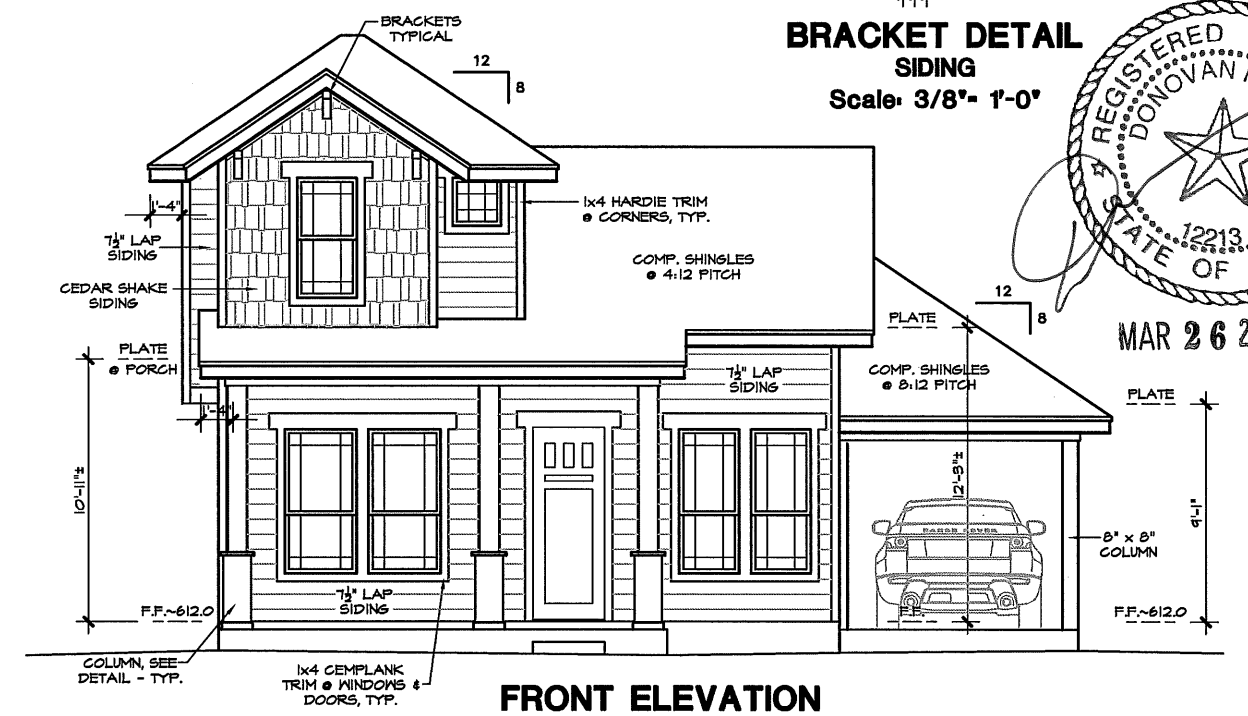 BRACKETS
TYPICAL
BRACKET DETAIL
SIDING
Scale: 3/8"= 1'-0"
12
8
REGISTERED
DONOVAN
STATE OF
12213
MAR 26 2
1'-4"
7½" LAP
SIDING
CEDAR SHAKE
SIDING
1x4 HARDIE TRIM
@ CORNERS, TYP.
COMP. SHINGLES
@ 4:12 PITCH
12
8
PLATE
PLATE
@ PORCH
1'-4"
7½" LAP
SIDING
COMP. SHINGLES
@ 8:12 PITCH
PLATE
10'-11"±
12'-3"±
9'-1"
RANGE ROVER
8" x 8"
COLUMN
7½" LAP
SIDING
F.F.~612.0
F.F.
F.F.~612.0
COLUMN, SEE
DETAIL - TYP.
1x4 CEMPLANK
TRIM @ WINDOWS &
DOORS, TYP.
FRONT ELEVATION